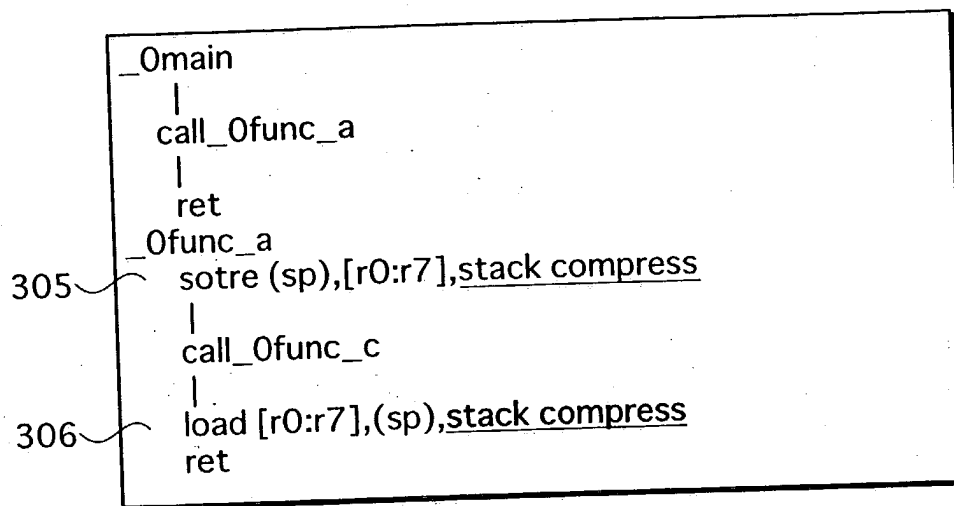 _0main
|
call_0func_a
|
ret
_0func_a
305 sotre (sp),[r0:r7],stack compress
|
call_0func_c
|
306 load [r0:r7],(sp),stack compress
ret